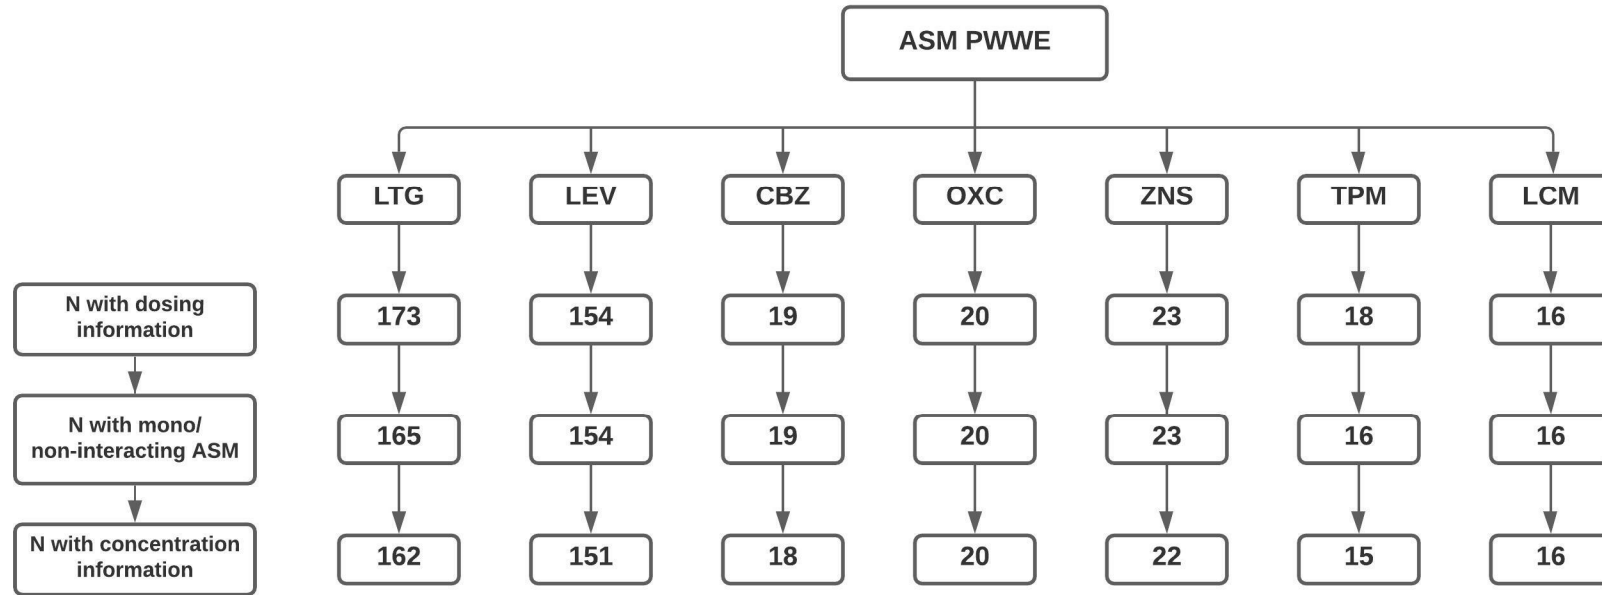 ASM PWWE
LTG LEV CBZ OXC ZNS TPM LCM
N with dosing
information
173 154 19 20 23 18 16
N with mono/
non-interacting ASM
165 154 19 20 23 16 16
N with concentration
information
162 151 18 20 22 15 16